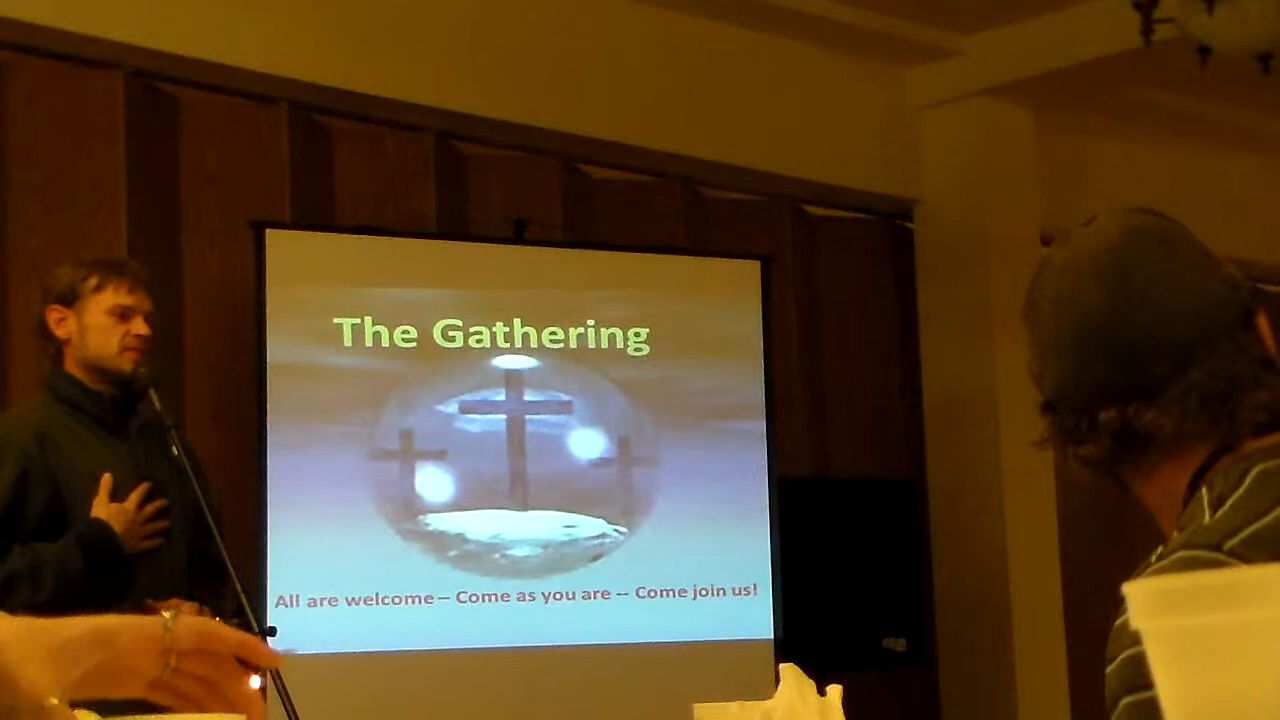 The Gathering
All are welcome – Come as you are -- Come join us!